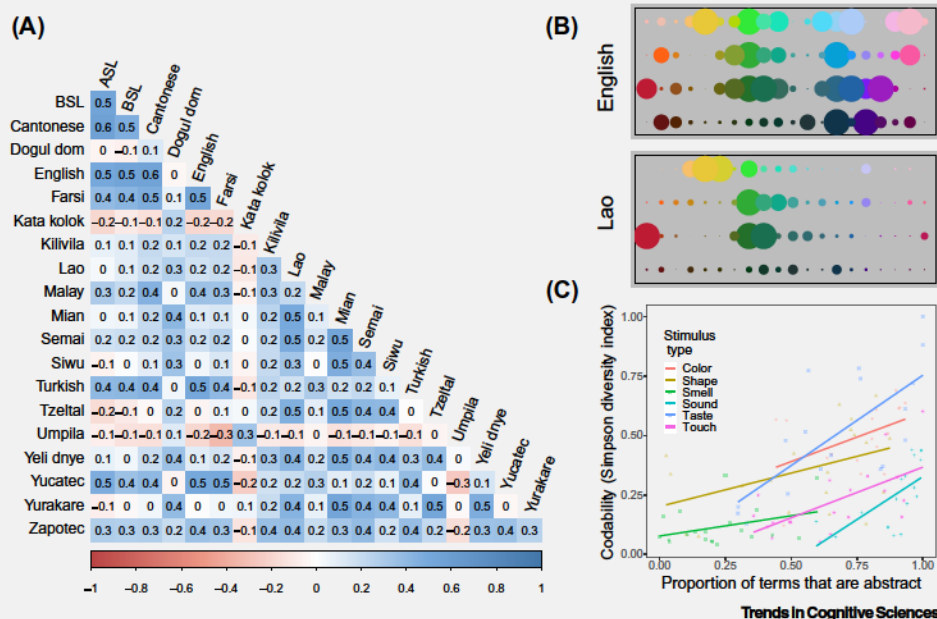 (A)
ASL
BSL
Cantonese
Dogul dom
English
Farsi
Kata kolok
Kilivila
Lao
Malay
Mian
Semai
Siwu
Turkish
Tzeltal
Umpila
Yeli dnye
Yucatec
Yurakare
BSL 0.5
Cantonese 0.6 0.5
Dogul dom 0 −0.1 0.1
English 0.5 0.5 0.6 0
Farsi 0.4 0.4 0.5 0.1 0.5
Kata kolok −0.2 −0.1 −0.1 0.2 −0.2 −0.2
Kilivila 0.1 0.1 0.2 0.1 0.2 0.2 −0.1
Lao 0 0.1 0.2 0.3 0.2 0.2 −0.1 0.3
Malay 0.3 0.2 0.4 0 0.4 0.3 −0.1 0.3 0.2
Mian 0.1 0 0.2 0.4 0.1 0.1 0 0.2 0.5 0.1
Semai 0.2 0.2 0.2 0.3 0.2 0.2 0 0.2 0.5 0.2 0.5
Siwu −0.1 0 0.1 0.3 0 0.1 0 0.2 0.3 0 0.5 0.4
Turkish 0.4 0.4 0.4 0 0.5 0.4 −0.1 0.2 0.2 0.3 0.2 0.2 0.1
Tzeltal −0.2 −0.1 0 0.2 0 0 0 0.2 0.5 0.1 0.5 0.4 0.4 0
Umpila −0.1 −0.1 −0.1 0.1 −0.2 −0.3 0.3 −0.1 −0.1 0 −0.1 −0.1 −0.1 −0.1 0
Yeli dnye 0.1 0 0.2 0.4 0.1 0.2 −0.1 0.3 0.4 0.2 0.5 0.4 0.4 0.3 0.4 0
Yucatec 0.5 0.4 0.4 0 0.5 0.5 −0.2 0.2 0.2 0.3 0.1 0.2 0.1 0.4 0 −0.3 0.1
Yurakare −0.1 0 0 0.4 0 0 0.1 0.2 0.4 0 0.5 0.4 0.4 0.2 0.5 0 0.5 0
Zapotec 0.3 0.3 0.3 0.2 0.4 0.3 −0.1 0.4 0.4 0.2 0.3 0.4 0.2 0.4 0.2 −0.2 0.3 0.4 0.3
−1 −0.8 −0.6 −0.4 −0.2 0 0.2 0.4 0.6 0.8 1
(B)
English
Lao
(C)
Codability (Simpson diversity index)
1.00
0.75
0.50
0.25
0.00
Stimulus
type
Color
Shape
Smell
Sound
Taste
Touch
0.00 0.25 0.50 0.75 1.00
Proportion of terms that are abstract
Trends in Cognitive Sciences